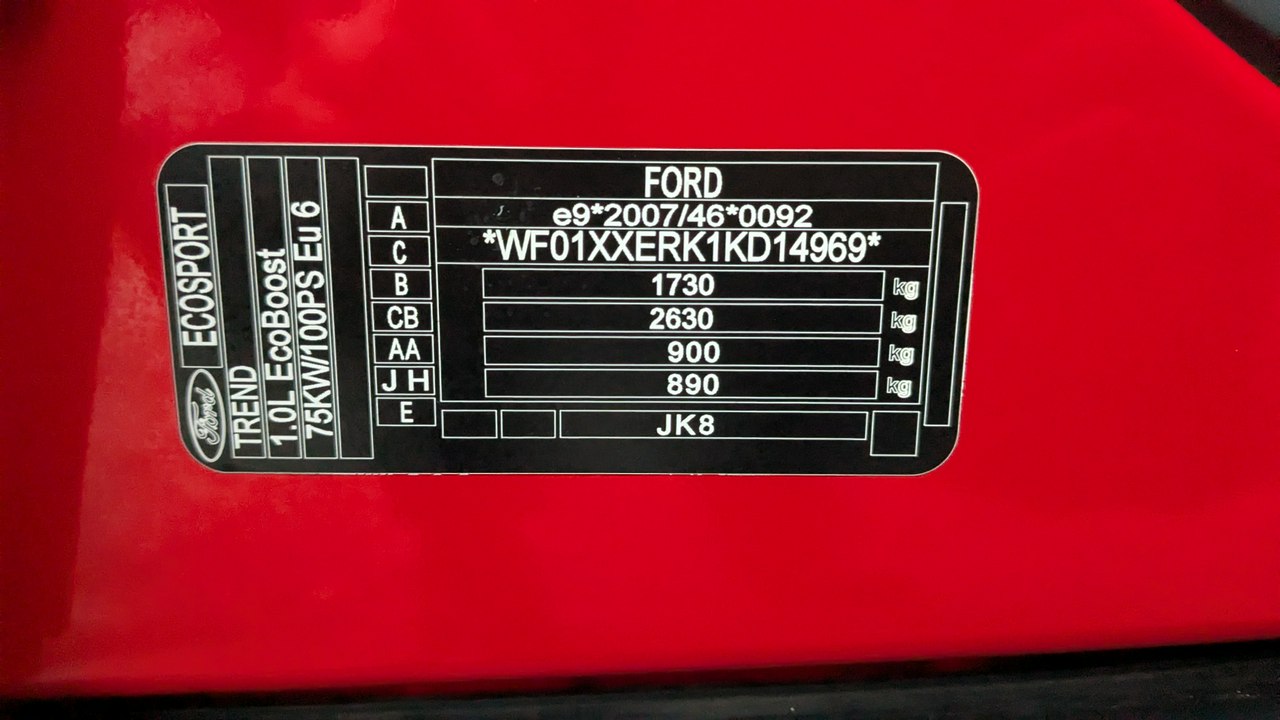 FORD
A e9*2007/46*0092
C *WF01XXERK1KD14969*
B 1730 kg
CB 2630 kg
AA 900 kg
J H 890 kg
E JK8
Ford ECOSPORT
TREND
1.0L EcoBoost
75KW/100PS Eu 6